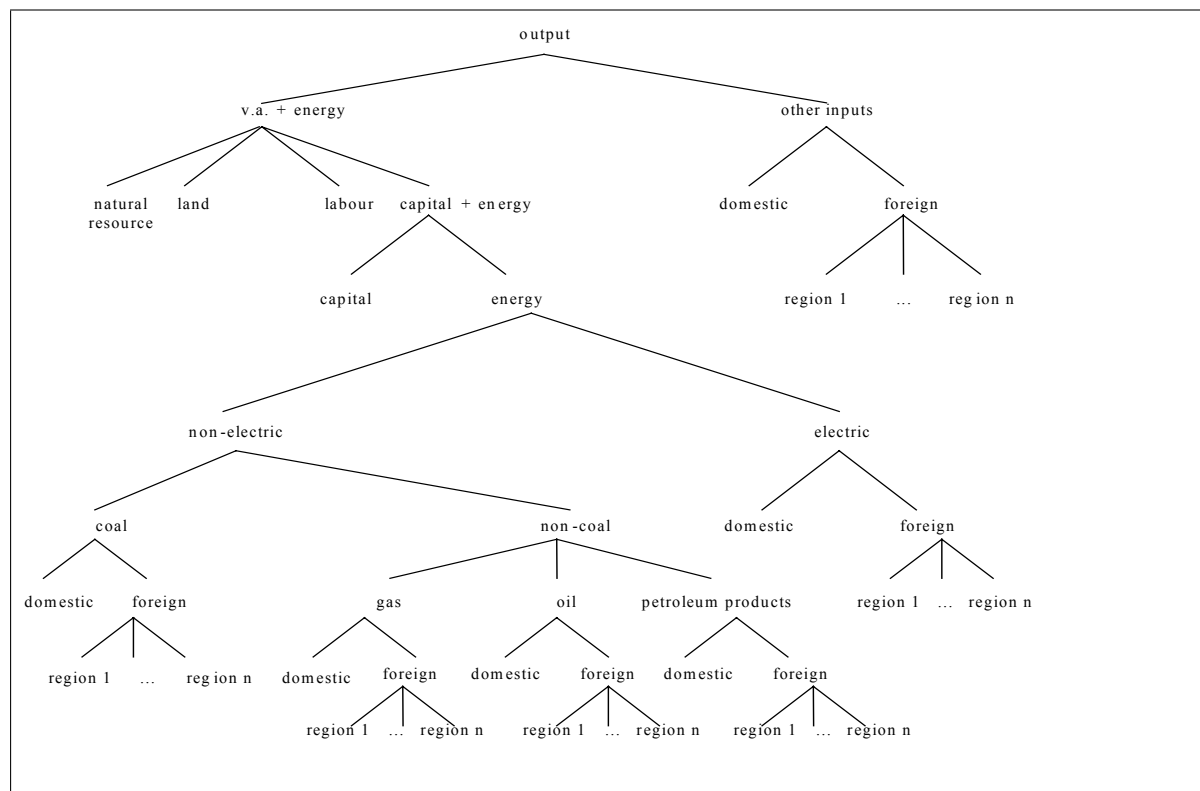 output
v.a. + energy
other inputs
natural
resource
land
labour
capital + energy
domestic
foreign
capital
energy
region 1
...
region n
non-electric
electric
coal
non-coal
domestic
foreign
domestic
foreign
gas
oil
petroleum products
region 1
...
region n
region 1
...
region n
domestic
foreign
domestic
foreign
domestic
foreign
region 1
...
region n
region 1
...
region n
region 1
...
region n